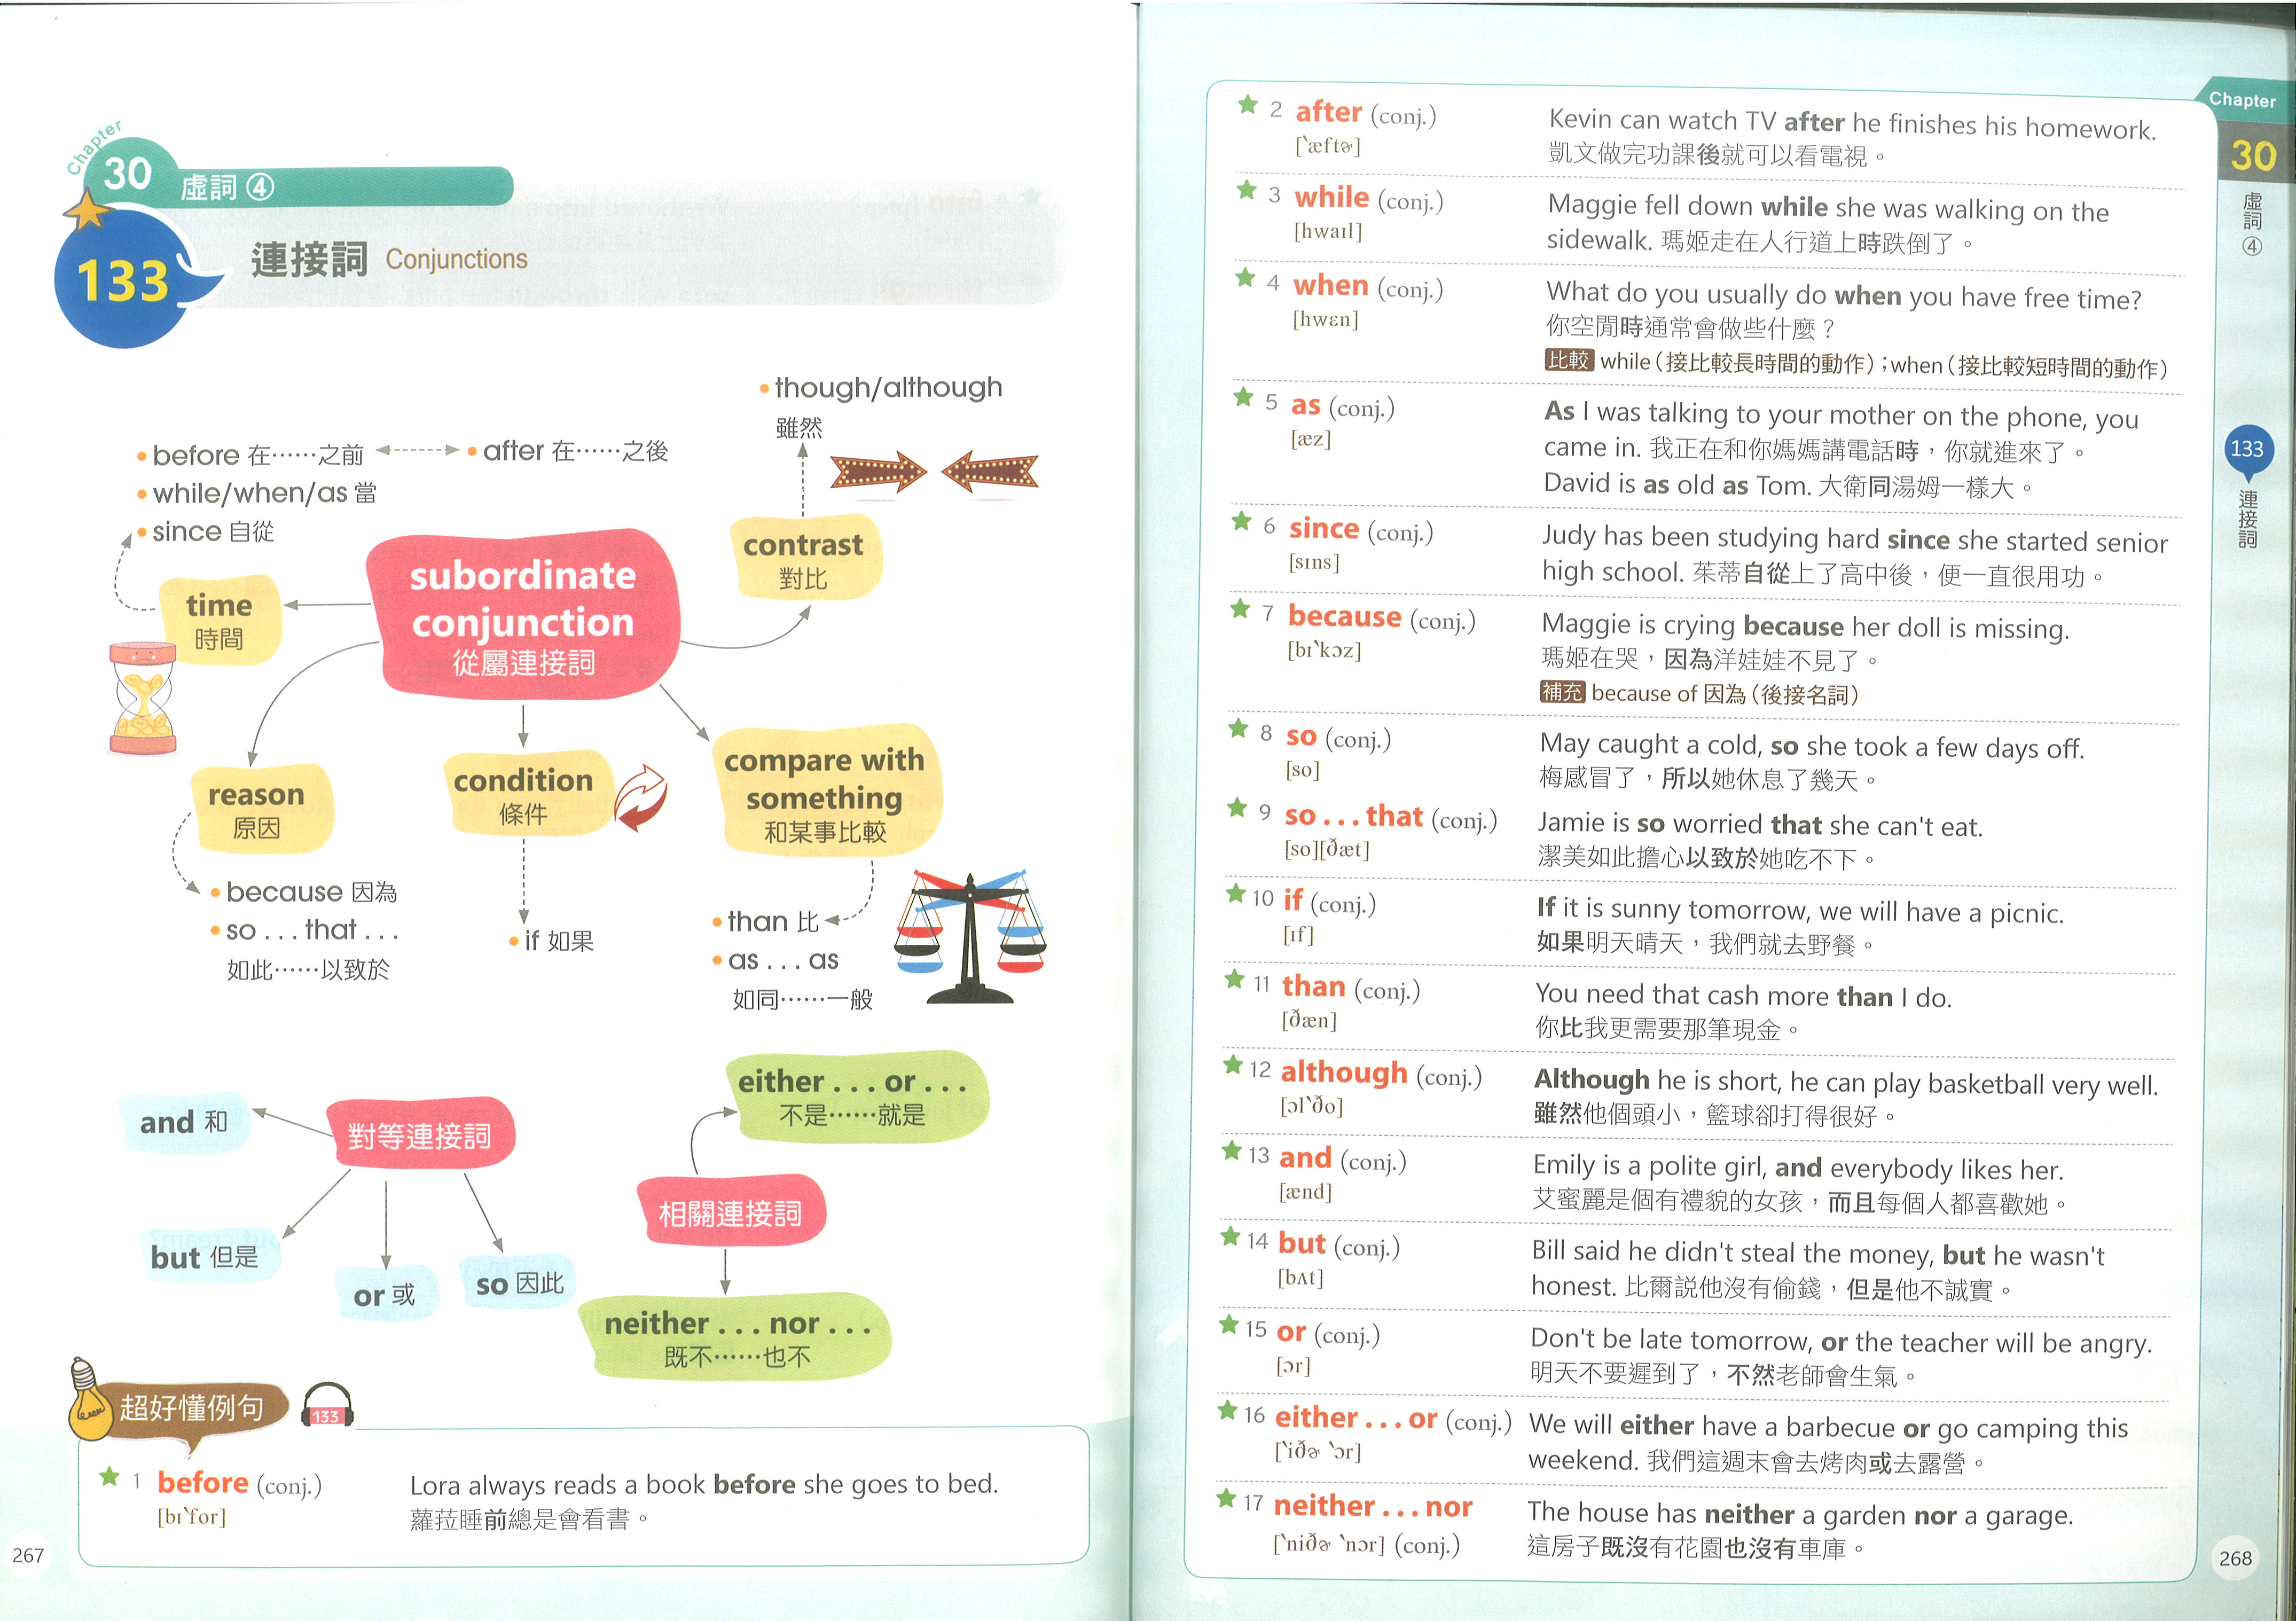 Chapter
30
虛詞④
133
連接詞 Conjunctions
• though/although
雖然
• before 在……之前
• after 在……之後
• while/when/as 當
• since 自從
contrast
對比
subordinate
conjunction
從屬連接詞
time
時間
reason
原因
condition
條件
compare with
something
和某事比較
• because 因為
• so . . . that . . .
如此……以致於
• if 如果
• than 比
• as . . . as
如同……一般
either . . . or . . .
不是……就是
and 和
對等連接詞
相關連接詞
but 但是
or 或
so 因此
neither . . . nor . . .
既不……也不
超好懂例句
133
1 before (conj.) Lora always reads a book before she goes to bed.
[bɪˋfor] 蘿菈睡前總是會看書。
267
2 after (conj.) Kevin can watch TV after he finishes his homework.
[ˋæftɚ] 凱文做完功課後就可以看電視。
3 while (conj.) Maggie fell down while she was walking on the
[hwaɪl] sidewalk. 瑪姬走在人行道上時跌倒了。
4 when (conj.) What do you usually do when you have free time?
[hwɛn] 你空閒時通常會做些什麼？
比較 while（接比較長時間的動作）；when（接比較短時間的動作）
5 as (conj.) As I was talking to your mother on the phone, you
[æz] came in. 我正在和你媽媽講電話時，你就進來了。
David is as old as Tom. 大衛同湯姆一樣大。
6 since (conj.) Judy has been studying hard since she started senior
[sɪns] high school. 茱蒂自從上了高中後，便一直很用功。
7 because (conj.) Maggie is crying because her doll is missing.
[bɪˋkɔz] 瑪姬在哭，因為洋娃娃不見了。
補充 because of 因為（後接名詞）
8 so (conj.) May caught a cold, so she took a few days off.
[so] 梅感冒了，所以她休息了幾天。
9 so . . . that (conj.) Jamie is so worried that she can't eat.
[so][ðæt] 潔美如此擔心以致於她吃不下。
10 if (conj.) If it is sunny tomorrow, we will have a picnic.
[ɪf] 如果明天晴天，我們就去野餐。
11 than (conj.) You need that cash more than I do.
[ðæn] 你比我更需要那筆現金。
12 although (conj.) Although he is short, he can play basketball very well.
[ɔlˋðo] 雖然他個頭小，籃球卻打得很好。
13 and (conj.) Emily is a polite girl, and everybody likes her.
[ænd] 艾蜜麗是個有禮貌的女孩，而且每個人都喜歡她。
14 but (conj.) Bill said he didn't steal the money, but he wasn't
[bʌt] honest. 比爾説他沒有偷錢，但是他不誠實。
15 or (conj.) Don't be late tomorrow, or the teacher will be angry.
[ɔr] 明天不要遲到了，不然老師會生氣。
16 either . . . or (conj.) We will either have a barbecue or go camping this
[ˋiðɚ ˋɔr] weekend. 我們這週末會去烤肉或去露營。
17 neither . . . nor The house has neither a garden nor a garage.
[ˋniðɚ ˋnɔr] (conj.) 這房子既沒有花園也沒有車庫。
Chapter
30
虛詞④
133
連接詞
268